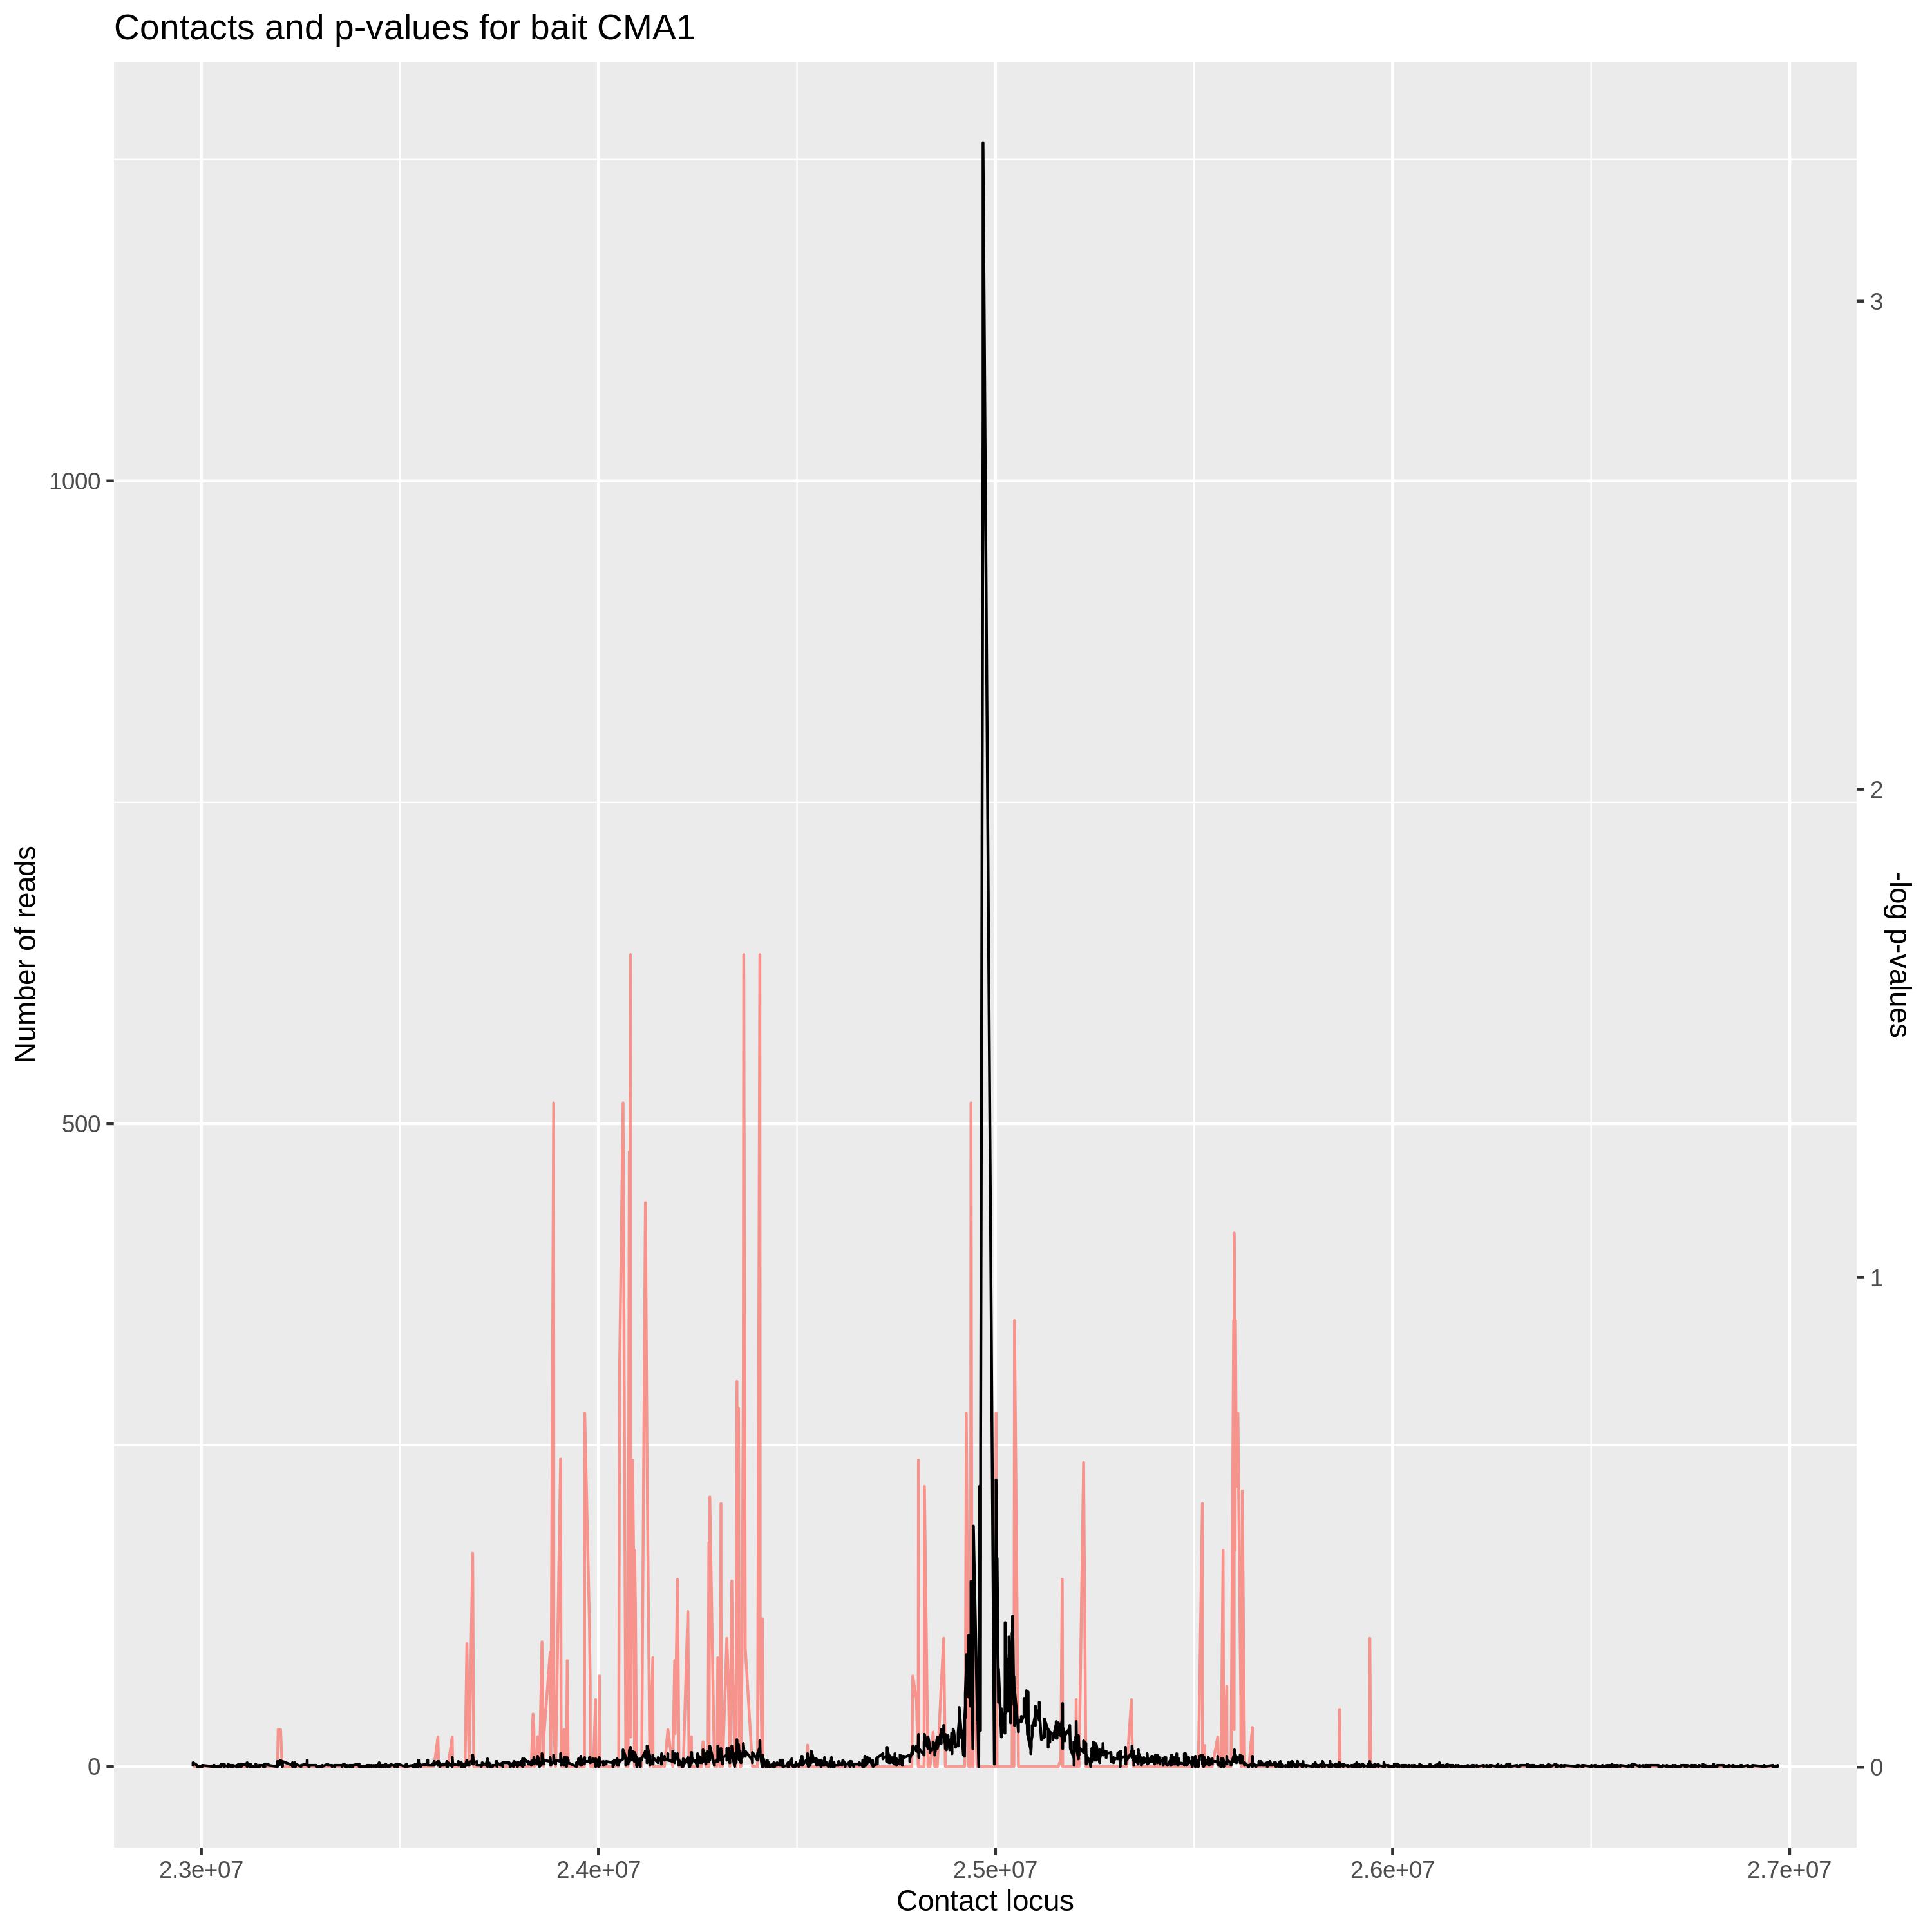 Contacts and p-values for bait CMA1
Number of reads
1000
500
0
3
2
1
0
-log p-values
2.3e+07
2.4e+07
2.5e+07
2.6e+07
2.7e+07
Contact locus